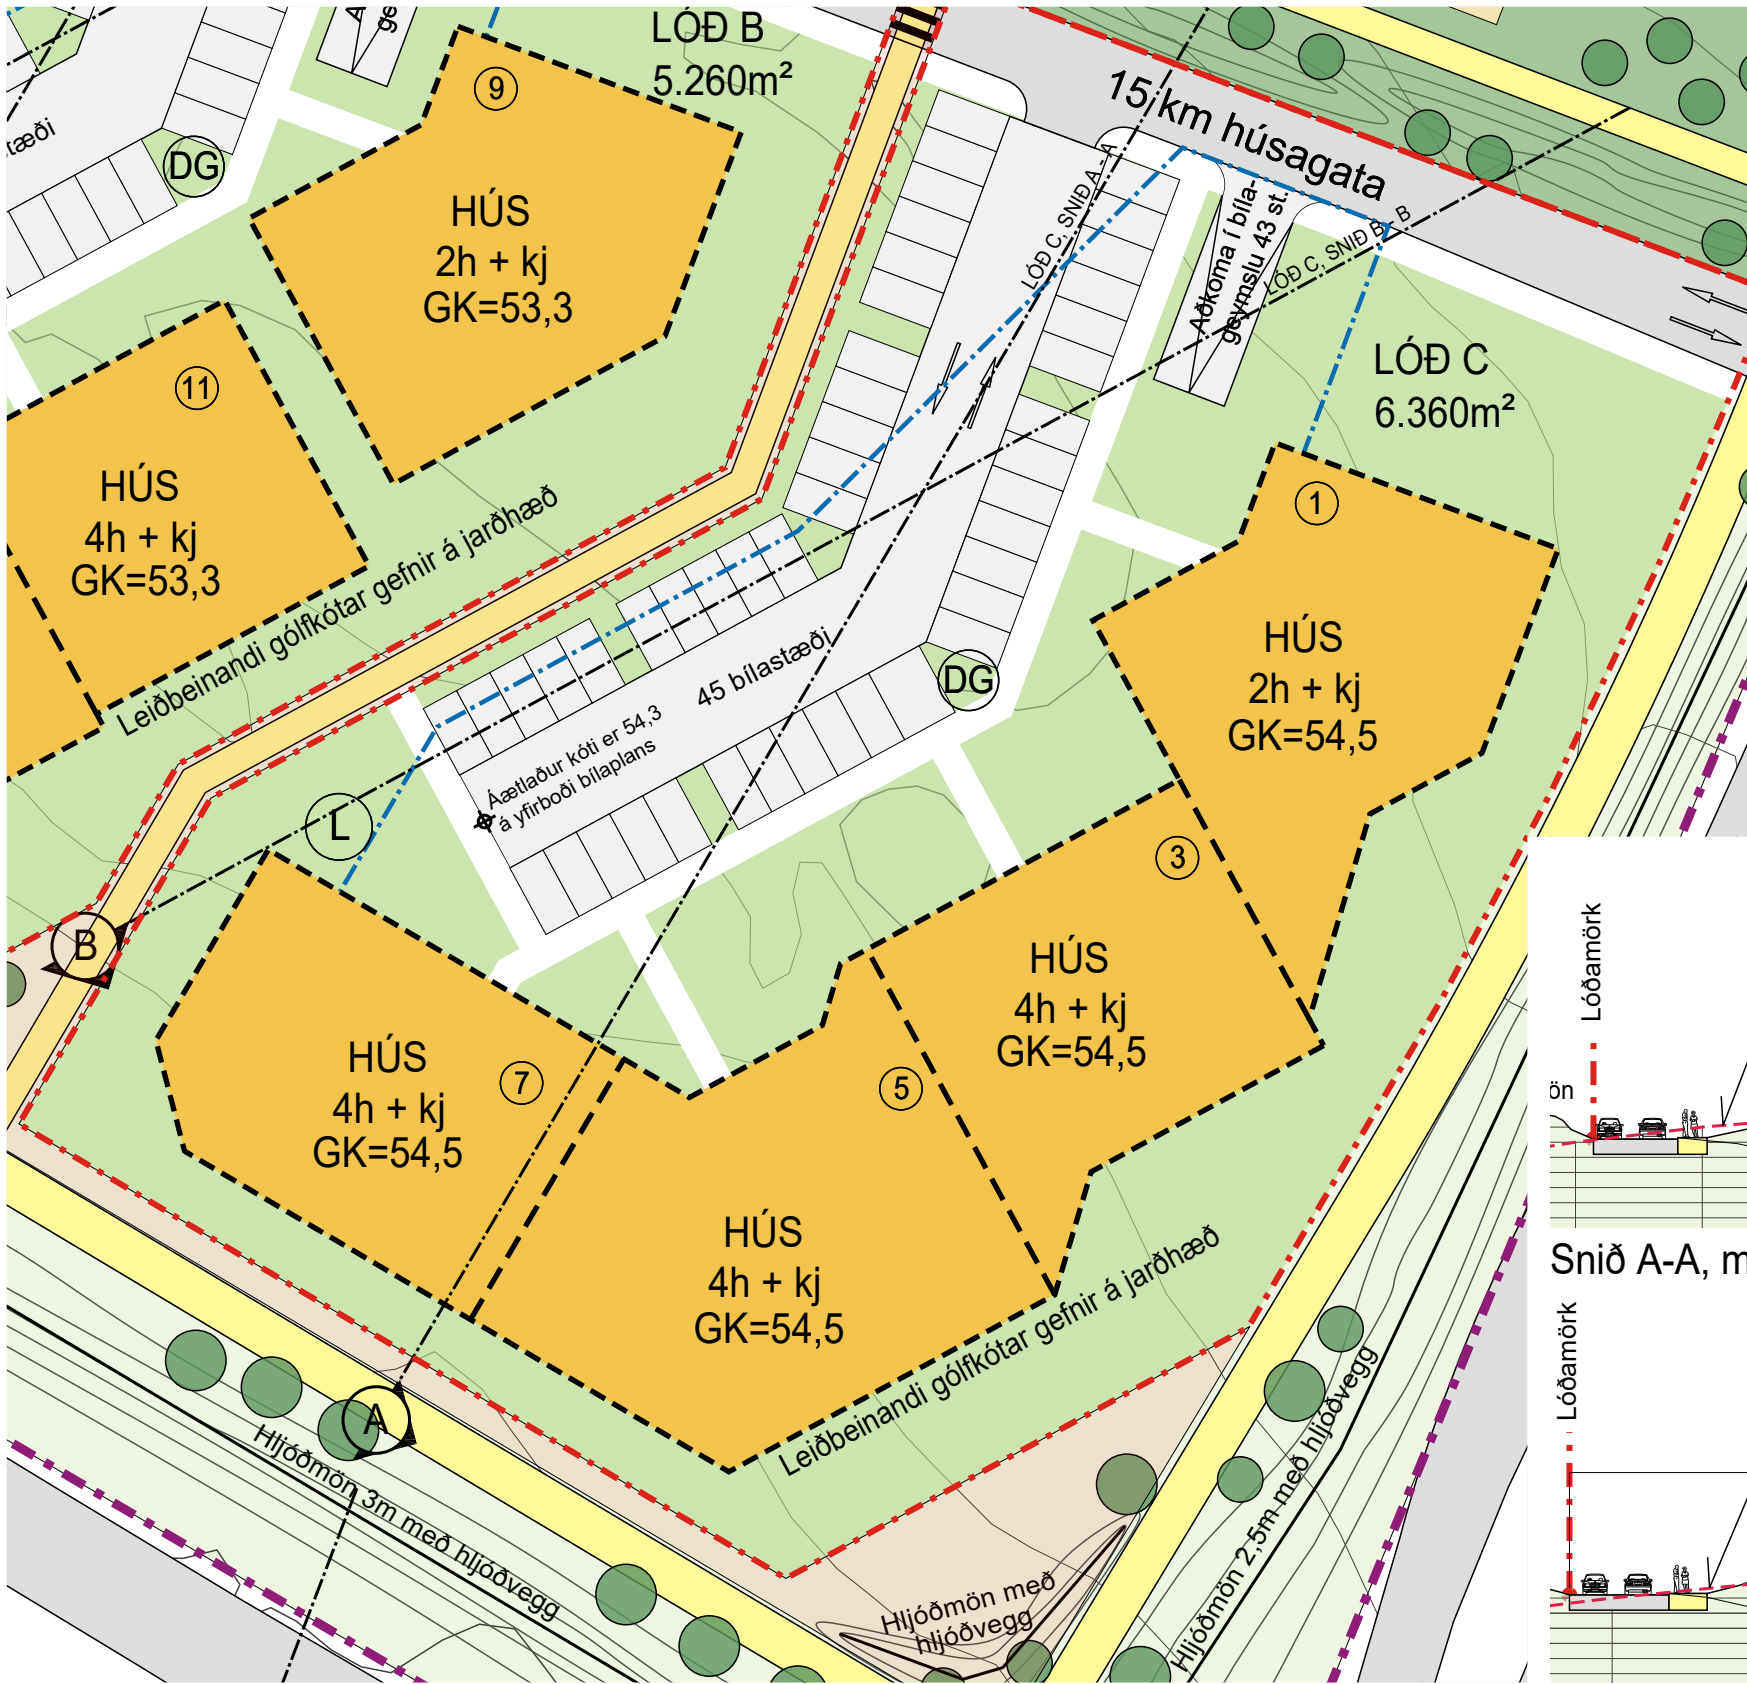 LÓÐ B
5.260m²
9
DG
HÚS
2h + kj
GK=53,3
11
HÚS
4h + kj
GK=53,3
Leiðbeinandi gólfkótar gefnir á jarðhæð
15 km húsagata
LÓÐ C, SNIÐ A - A
LÓÐ C, SNIÐ B - B
Aðkoma í bíla-
geymslu 43 st.
LÓÐ C
6.360m²
1
HÚS
2h + kj
GK=54,5
45 bílastæði
DG
Áætlaður kóti er 54,3
á yfirborði bílaplans
L
B
3
HÚS
4h + kj
GK=54,5
5
HÚS
4h + kj
GK=54,5
7
HÚS
4h + kj
GK=54,5
Leiðbeinandi gólfkótar gefnir á jarðhæð
A
Hljóðmön 3m með hljóðvegg
Hljóðmön með
hljóðvegg
Hljóðmön 2,5m með hljóðvegg
Lóðamörk
ön
Snið A-A, m
Lóðamörk